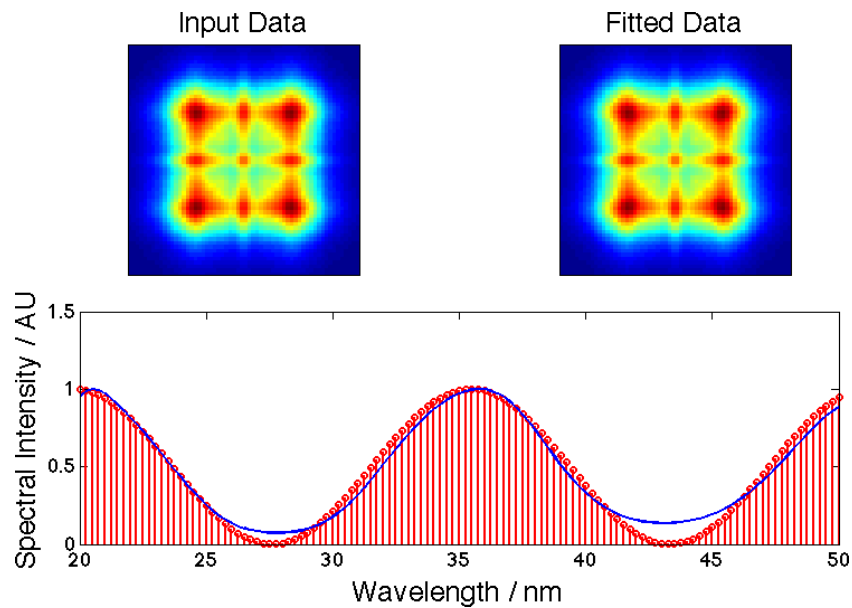 Input Data
Fitted Data
Spectral Intensity / AU
1.5
1
0.5
0
20
25
30
35
40
45
50
Wavelength / nm